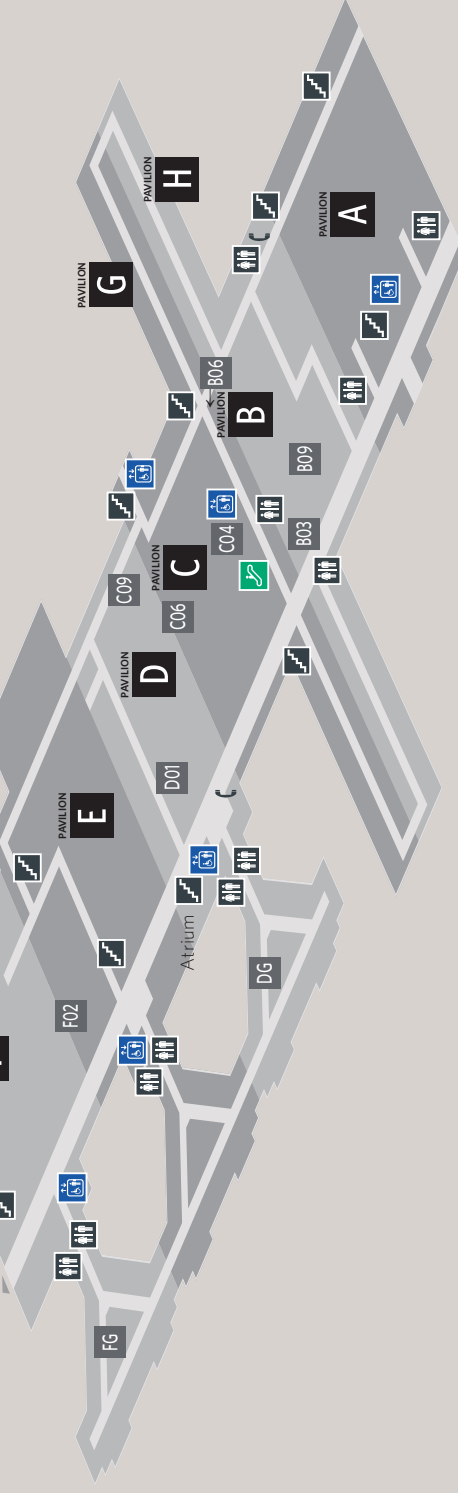 PAVILION
H
PAVILION
A
PAVILION
G
B06
PAVILION
B
B09
B03
C04
PAVILION
C
C09
C06
PAVILION
D
D01
PAVILION
E
Atrium
DG
F02
FG